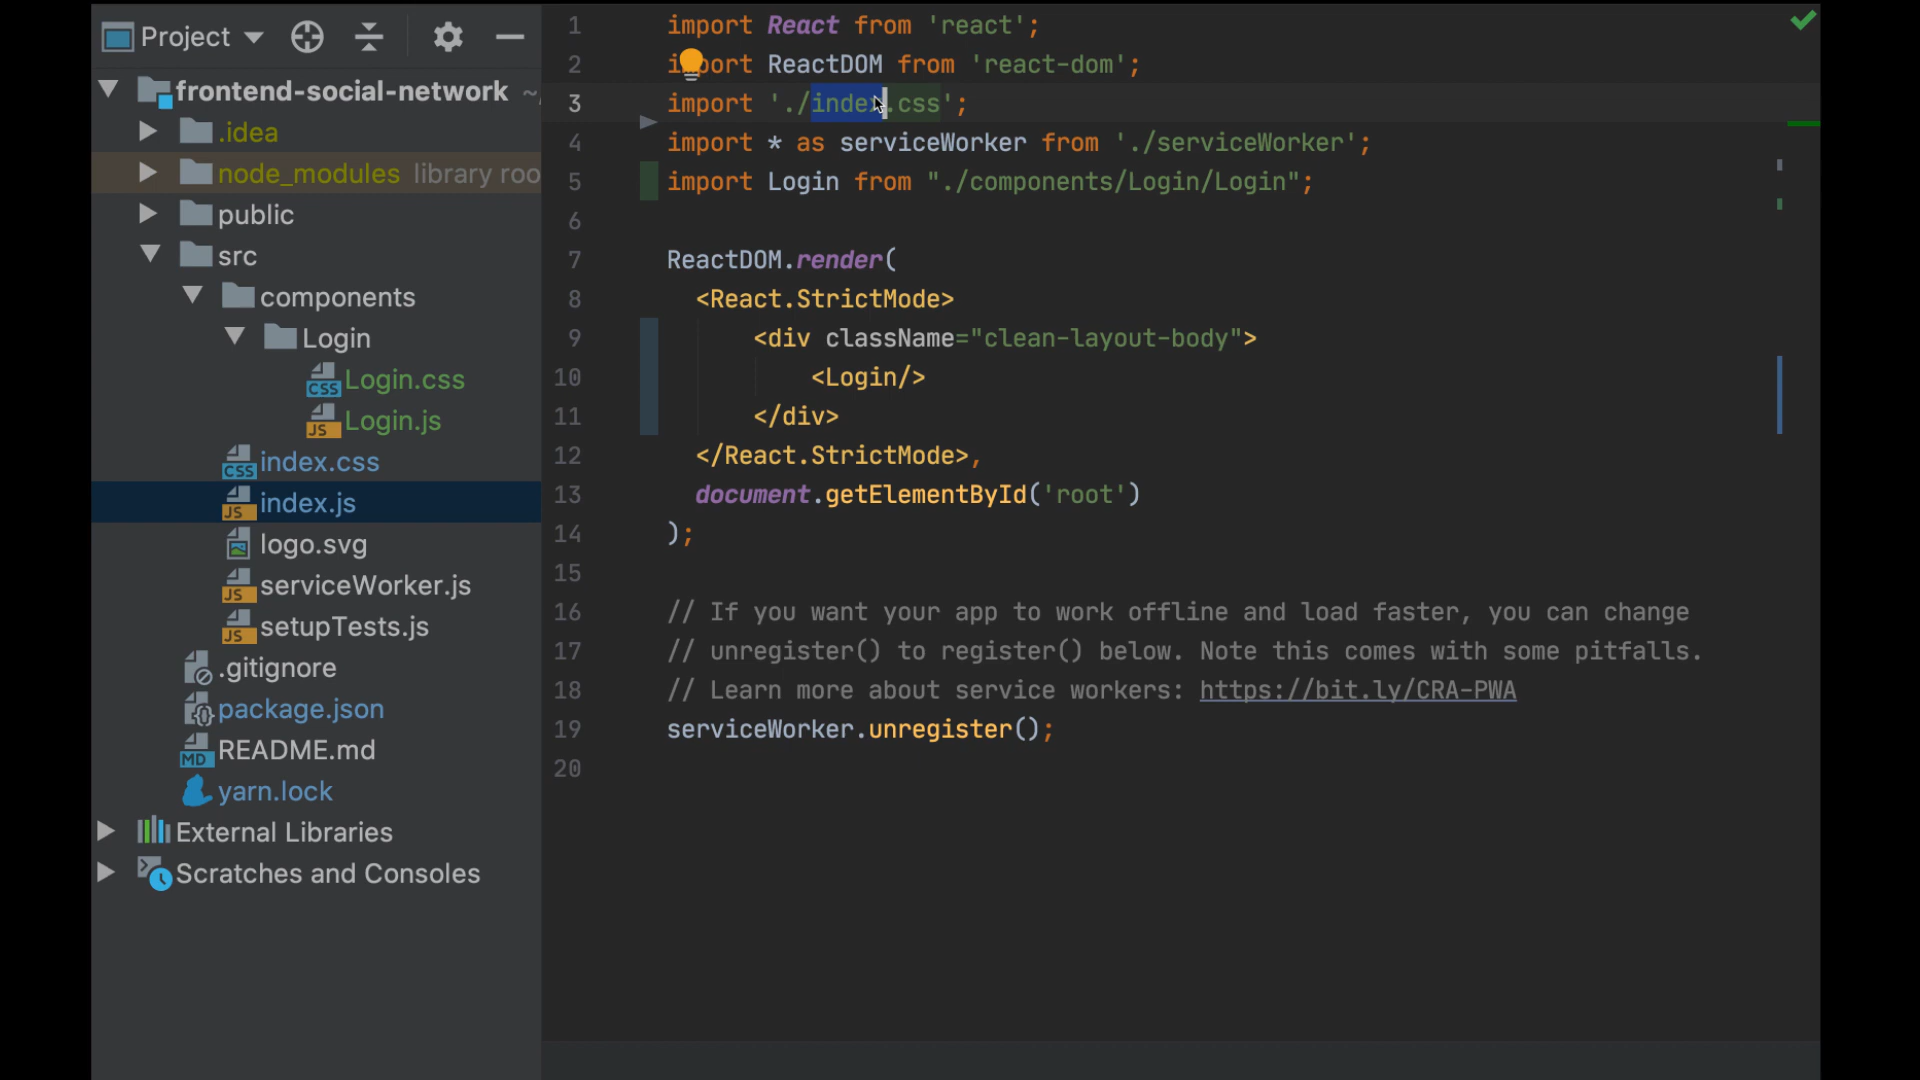 Project
frontend-social-network ~/
.idea
node_modules library roo
public
src
components
Login
CSS Login.css
JS Login.js
CSS index.css
JS index.js
logo.svg
JS serviceWorker.js
JS setupTests.js
.gitignore
package.json
MD README.md
yarn.lock
External Libraries
Scratches and Consoles
1 import React from 'react';
2 import ReactDOM from 'react-dom';
3 import './index.css';
4 import * as serviceWorker from './serviceWorker';
5 import Login from "./components/Login/Login";
6
7 ReactDOM.render(
8 <React.StrictMode>
9 <div className="clean-layout-body">
10 <Login/>
11 </div>
12 </React.StrictMode>,
13 document.getElementById('root')
14 );
15
16 // If you want your app to work offline and load faster, you can change
17 // unregister() to register() below. Note this comes with some pitfalls.
18 // Learn more about service workers: https://bit.ly/CRA-PWA
19 serviceWorker.unregister();
20